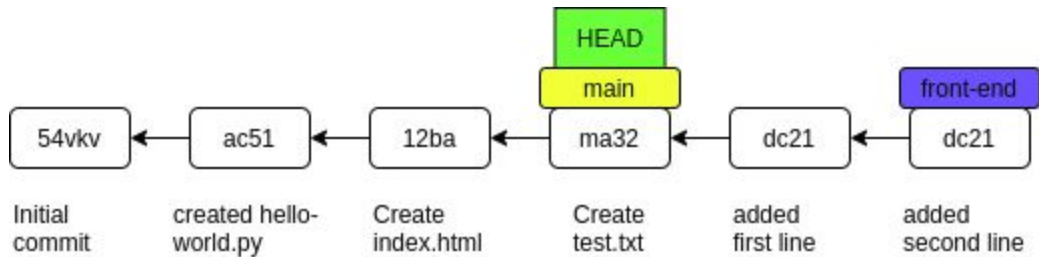 HEAD
main
front-end
54vkv
ac51
12ba
ma32
dc21
dc21
Initial
commit
created hello-
world.py
Create
index.html
Create
test.txt
added
first line
added
second line